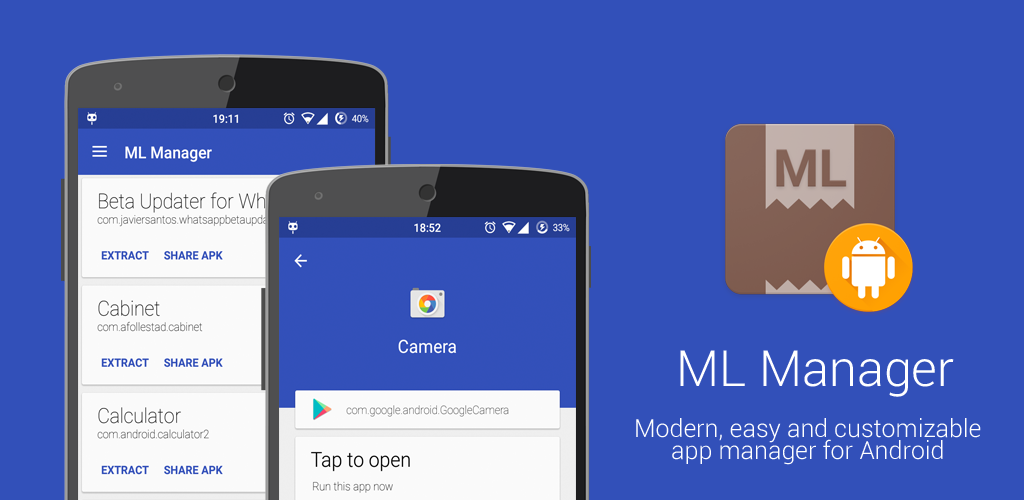 19:11
40%
ML Manager
Beta Updater for Wh
com.javiersantos.whatsappbetaupda
EXTRACT SHARE APK
Cabinet
com.afollestad.cabinet
EXTRACT SHARE APK
Calculator
com.android.calculator2
EXTRACT SHARE APK
18:52
33%
Camera
com.google.android.GoogleCamera
Tap to open
Run this app now
ML
ML Manager
Modern, easy and customizable
app manager for Android